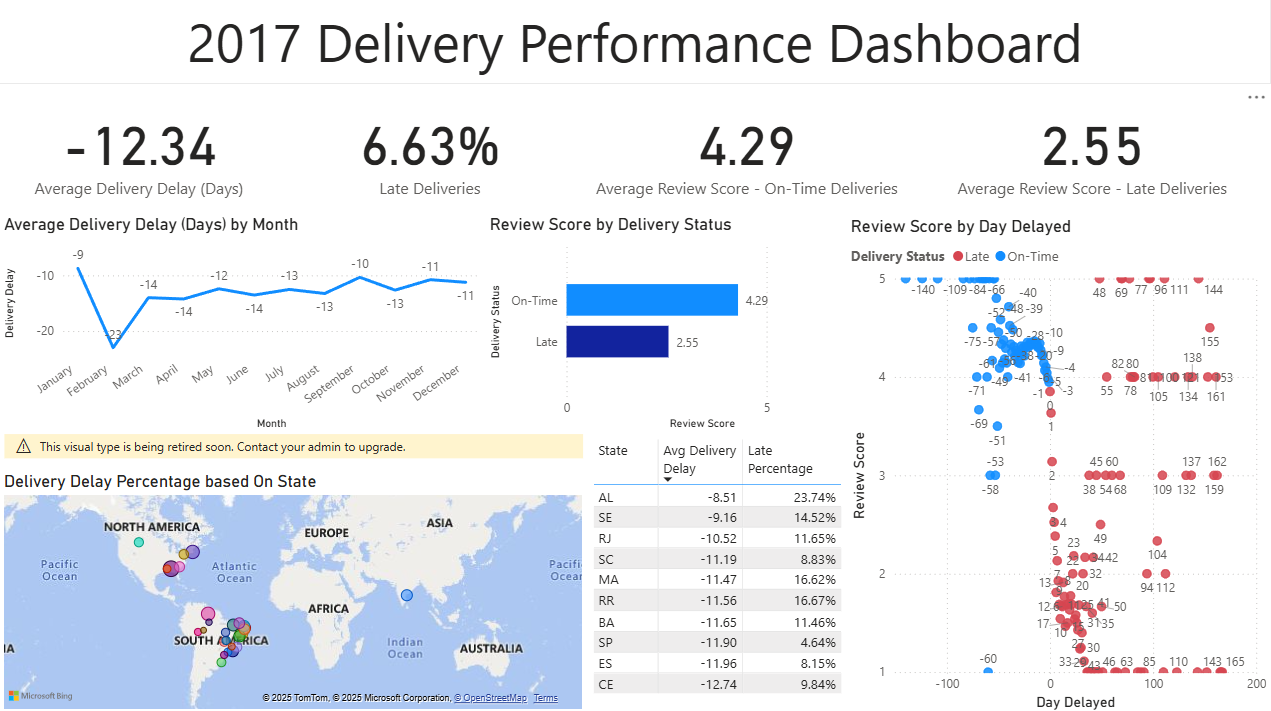 2017 Delivery Performance Dashboard
-12.34
Average Delivery Delay (Days)
6.63%
Late Deliveries
4.29
Average Review Score - On-Time Deliveries
2.55
Average Review Score - Late Deliveries
Average Delivery Delay (Days) by Month
Delivery Delay
-10
-20
-9
-23
-14
-14
-12
-14
-13
-13
-10
-13
-11
-11
January
February
March
April
May
June
July
August
September
October
November
December
Month
Review Score by Delivery Status
Delivery Status
On-Time
4.29
Late
2.55
0
5
Review Score
This visual type is being retired soon. Contact your admin to upgrade.
Delivery Delay Percentage based On State
NORTH AMERICA
EUROPE
ASIA
Pacific
Ocean
Atlantic
Ocean
AFRICA
SOUTH AMERICA
Indian
Ocean
AUSTRALIA
Microsoft Bing
© 2025 TomTom, © 2025 Microsoft Corporation, © OpenStreetMap Terms
State Avg Delivery Delay Late Percentage
AL -8.51 23.74%
SE -9.16 14.52%
RJ -10.52 11.65%
SC -11.19 8.83%
MA -11.47 16.62%
RR -11.56 16.67%
BA -11.65 11.46%
SP -11.90 4.64%
ES -11.96 8.15%
CE -12.74 9.84%
Review Score by Day Delayed
Delivery Status Late On-Time
Review Score
5
-140 -109 -84 -66 48 69 77 96 111 144
-40
-52 -48 -39
-75 -57 -50 -28 -10
155
138
-9
82 80
-4
4
-71 -49 -41 -3 55 78 105 134 161 153
-1
0
-69
1
-51
-53 45 60 137 162
3
-58 2 38 54 68 109 132 159
49
23 104
5 22 42
2
7 32 94 112
13 20
12 41 50
17 31 35
10
27 30
-60 33 29 43 46 63 85 110 143 165
1
-100 0 100 200
Day Delayed